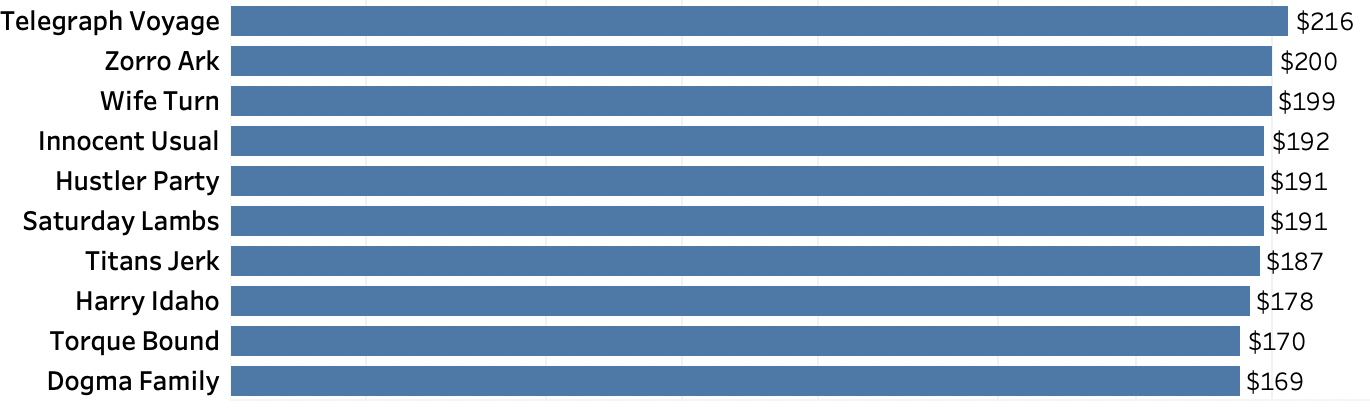 Telegraph Voyage $216
Zorro Ark $200
Wife Turn $199
Innocent Usual $192
Hustler Party $191
Saturday Lambs $191
Titans Jerk $187
Harry Idaho $178
Torque Bound $170
Dogma Family $169